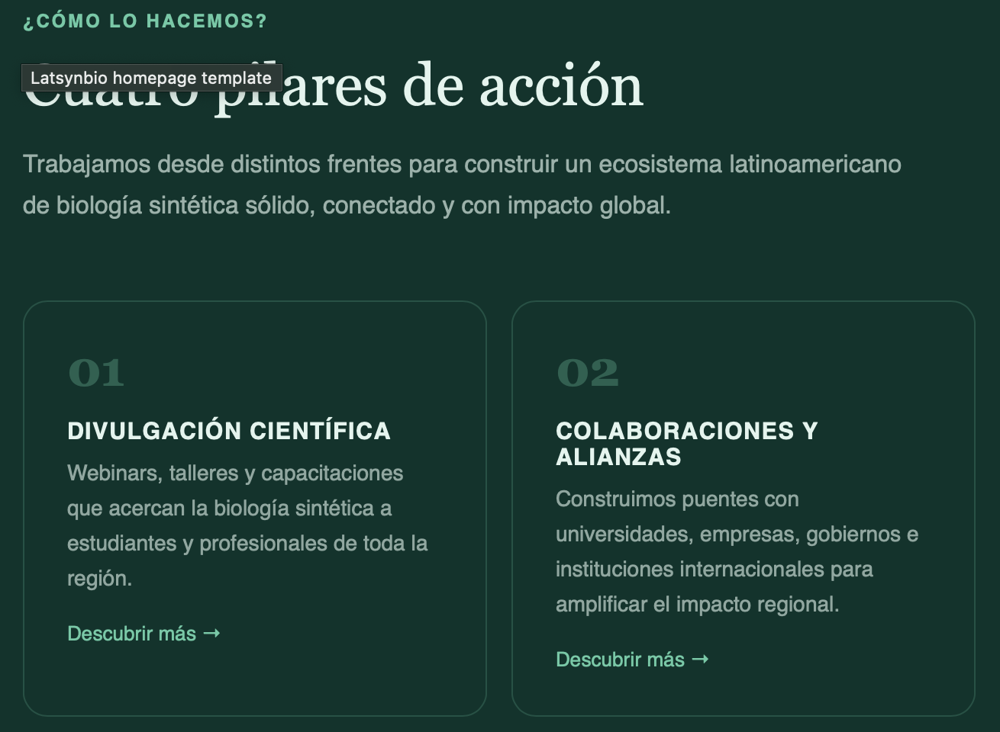 ¿CÓMO LO HACEMOS?
Latsynbio homepage template
Cuatro pilares de acción
Trabajamos desde distintos frentes para construir un ecosistema latinoamericano
de biología sintética sólido, conectado y con impacto global.
01
DIVULGACIÓN CIENTÍFICA
Webinars, talleres y capacitaciones
que acercan la biología sintética a
estudiantes y profesionales de toda la
región.
Descubrir más →
02
COLABORACIONES Y
ALIANZAS
Construimos puentes con
universidades, empresas, gobiernos e
instituciones internacionales para
amplificar el impacto regional.
Descubrir más →